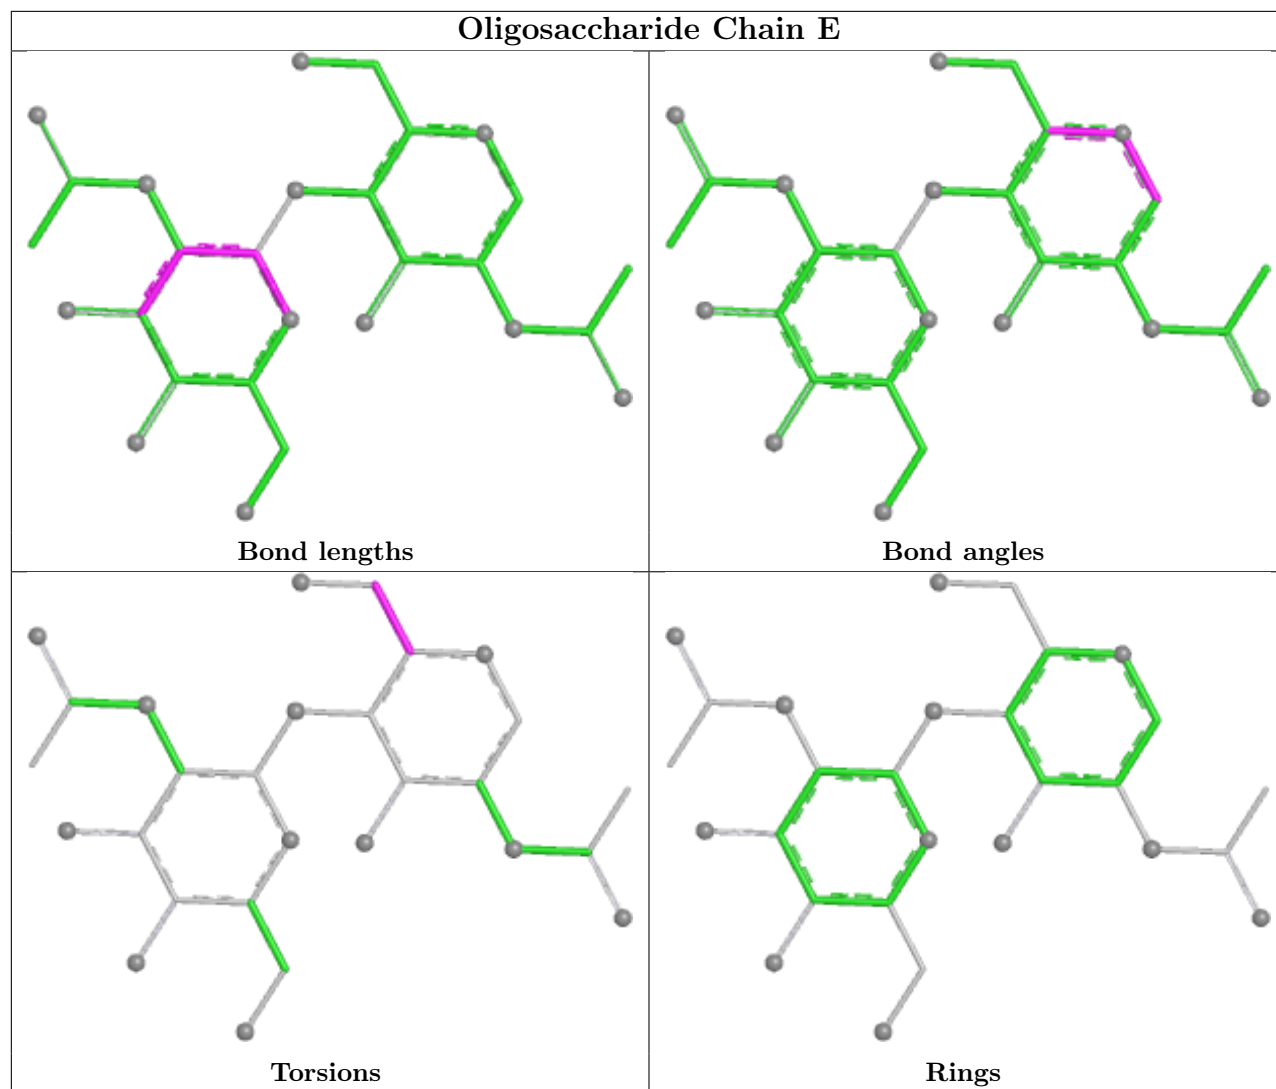 Oligosaccharide Chain E
Bond lengths
Bond angles
Torsions
Rings